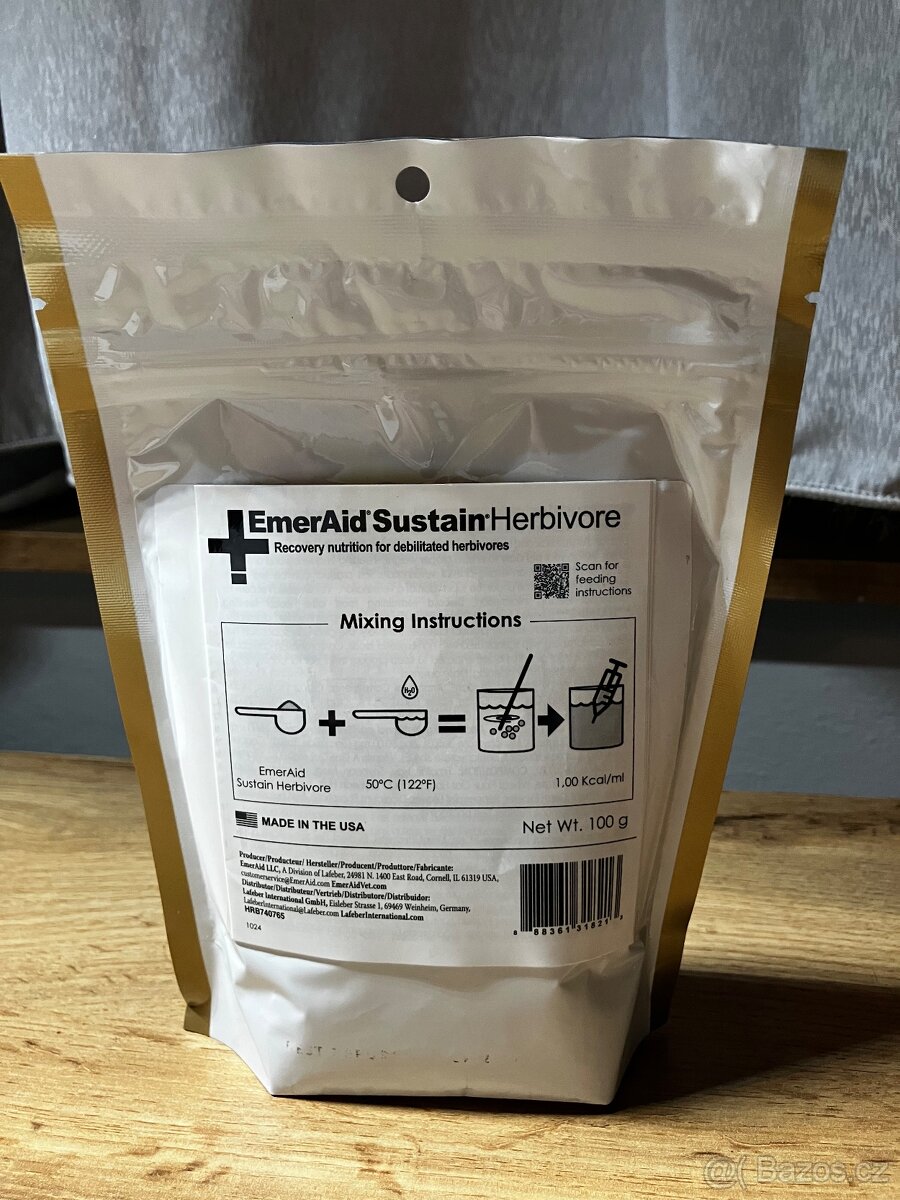 EmerAid® Sustain® Herbivore
Recovery nutrition for debilitated herbivores
Scan for
feeding
instructions
Mixing Instructions
H₂O
EmerAid
Sustain Herbivore
50°C (122°F)
1,00 Kcal/ml
MADE IN THE USA
Net Wt. 100 g
Producer/Producteur/ Hersteller/Producent/Produttore/Fabricante:
EmerAid LLC, A Division of Lafeber, 24981 N. 1400 East Road, Cornell, IL 61319 USA,
customerservice@EmerAid.com EmerAidVet.com
Distributor/Distributeur/Vertrieb/Distributore/Distribuidor:
Lafeber International GmbH, Eisleber Strasse 1, 69469 Weinheim, Germany,
LafeberInternational@Lafeber.com LafeberInternational.com
HRB740765
1024
8 88361 31821 3
Bazos.cz